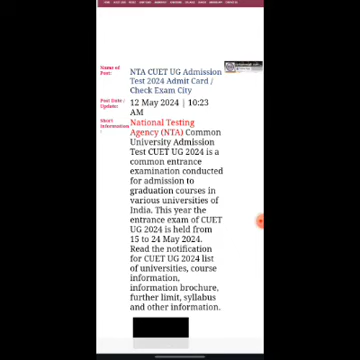 Name of Post:
NTA CUET UG Admission
Test 2024 Admit Card /
Check Exam City
Post Date / Update:
12 May 2024 | 10:23
AM
Short Information :
National Testing
Agency (NTA) Common
University Admission
Test CUET UG 2024 is a
common entrance
examination conducted
for admission to
graduation courses in
various universities of
India. This year the
entrance exam of CUET
UG 2024 is held from
15 to 24 May 2024.
Read the notification
for CUET UG 2024 list
of universities, course
information,
information brochure,
further limit, syllabus
and other information.